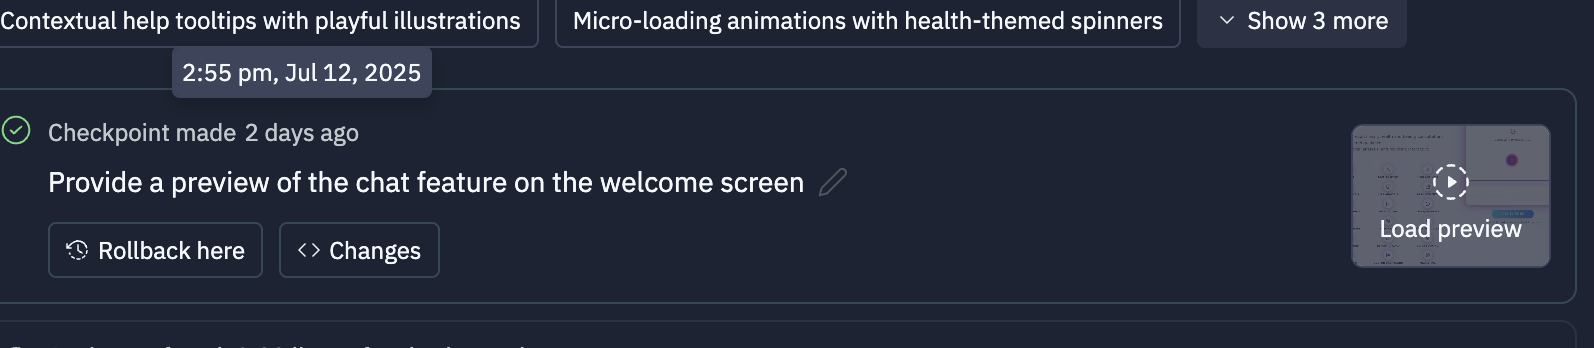 Contextual help tooltips with playful illustrations
Micro-loading animations with health-themed spinners
Show 3 more
2:55 pm, Jul 12, 2025
Checkpoint made 2 days ago
Provide a preview of the chat feature on the welcome screen
Rollback here
Changes
Load preview